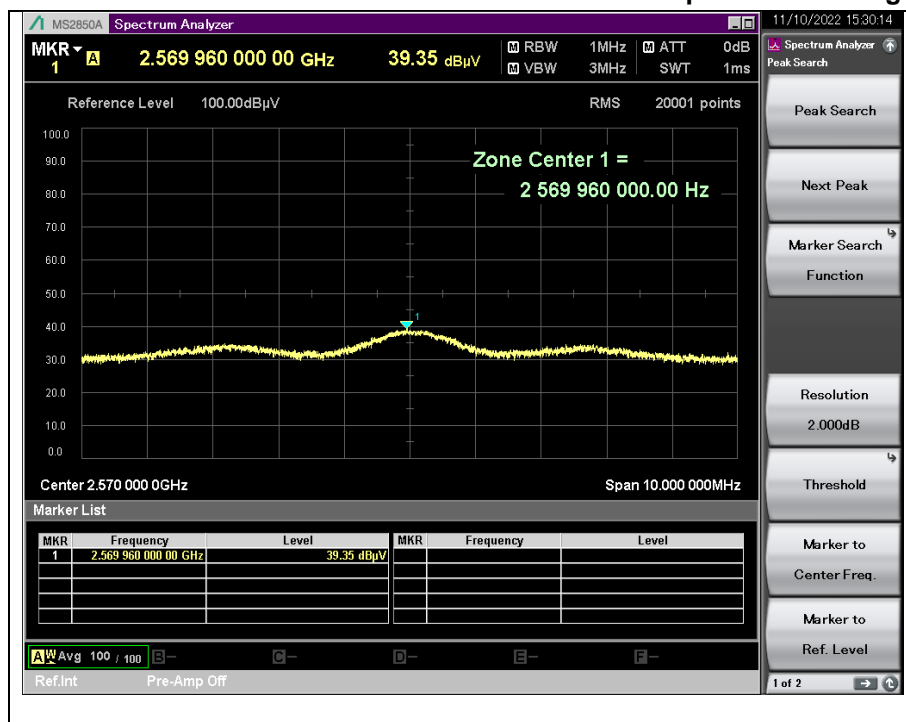 MS2850A Spectrum Analyzer
11/10/2022 15:30:14
MKR 1 A 2.569 960 000 00 GHz 39.35 dBµV
M RBW 1MHz M ATT 0dB
M VBW 3MHz SWT 1ms
Reference Level 100.00dBµV RMS 20001 points
100.0
90.0
80.0
70.0
60.0
50.0
40.0
30.0
20.0
10.0
0.0
Zone Center 1 =
2 569 960 000.00 Hz
1
Center 2.570 000 0GHz Span 10.000 000MHz
Marker List
MKR Frequency Level MKR Frequency Level
1 2.569 960 000 00 GHz 39.35 dBµV
A W Avg 100 / 100 B- C- D- E- F-
Ref.Int Pre-Amp Off
Spectrum Analyzer
Peak Search
Peak Search
Next Peak
Marker Search
Function
Resolution
2.000dB
Threshold
Marker to
Center Freq.
Marker to
Ref. Level
1 of 2